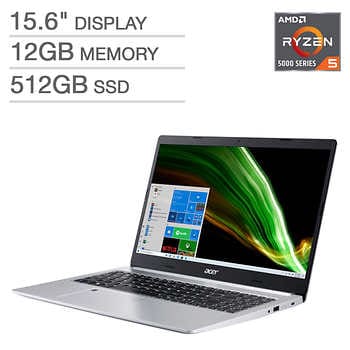 15.6" DISPLAY
12GB MEMORY
512GB SSD
AMD
RYZEN
5000 SERIES 5
acer